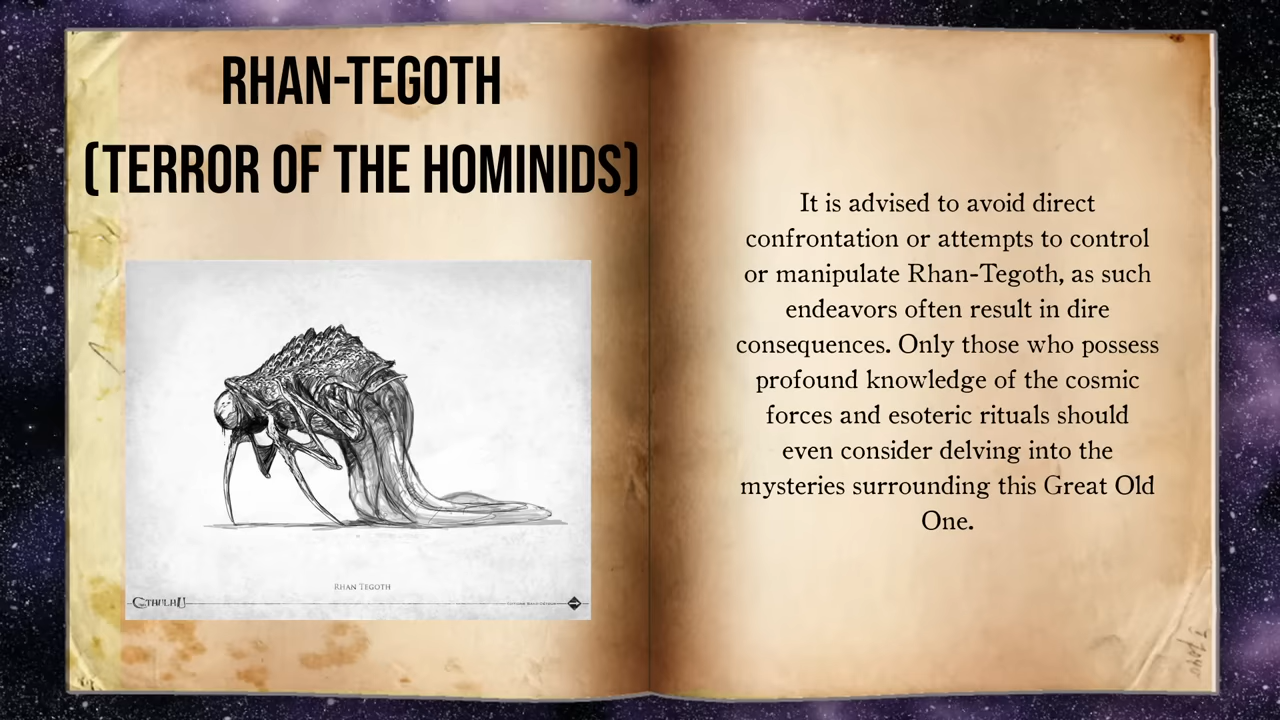 RHAN-TEGOTH
(TERROR OF THE HOMINIDS)
RHAN TEGOTH
CTHULHU
It is advised to avoid direct
confrontation or attempts to control
or manipulate Rhan-Tegoth, as such
endeavors often result in dire
consequences. Only those who possess
profound knowledge of the cosmic
forces and esoteric rituals should
even consider delving into the
mysteries surrounding this Great Old
One.